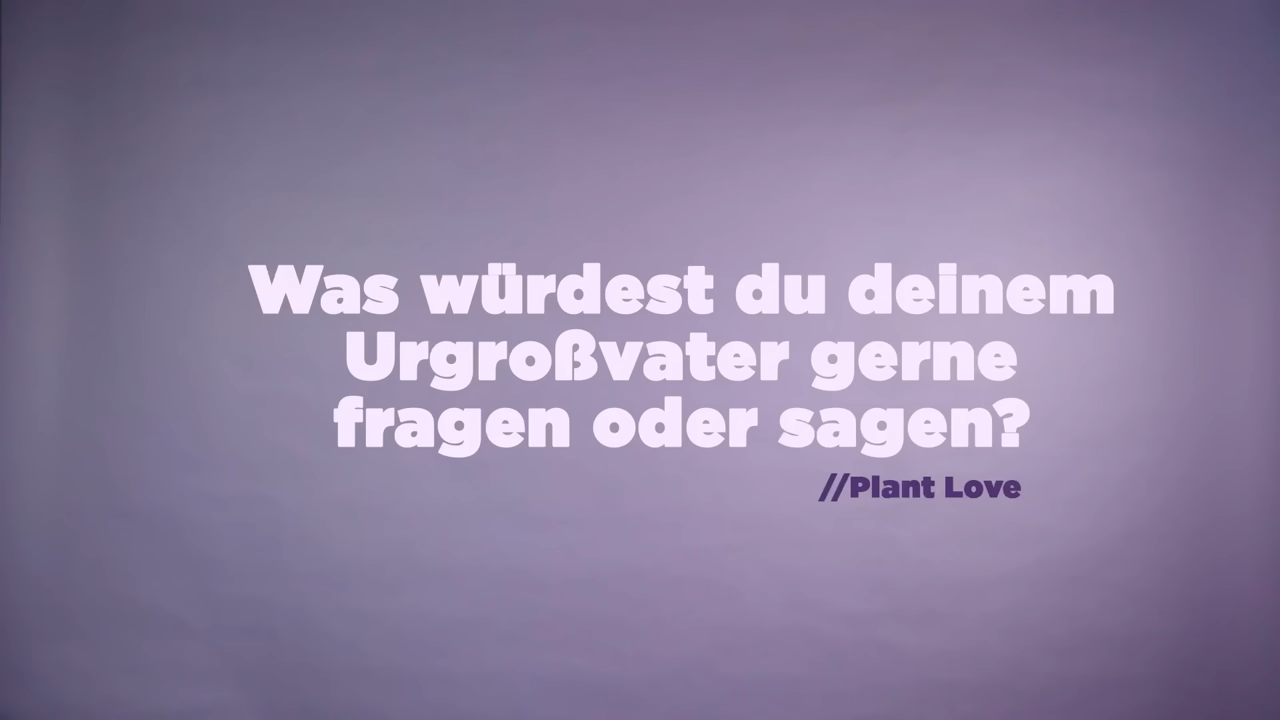 Was würdest du deinem
Urgroßvater gerne
fragen oder sagen?
//Plant Love